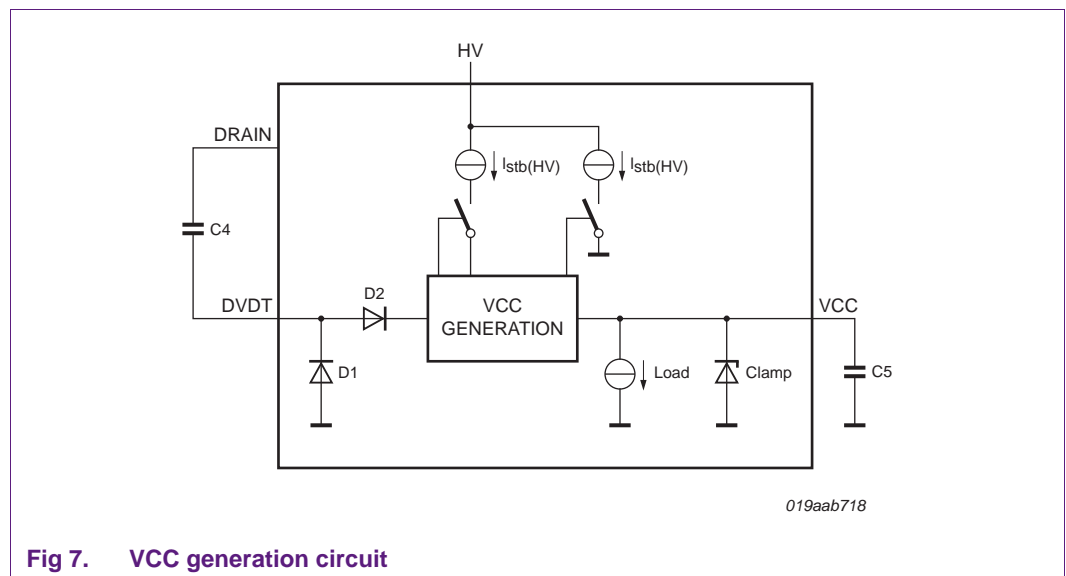 HV
DRAIN
Istb(HV) Istb(HV)
C4
DVDT
D2
VCC
GENERATION
VCC
D1
Load
Clamp
C5
019aab718
Fig 7. VCC generation circuit